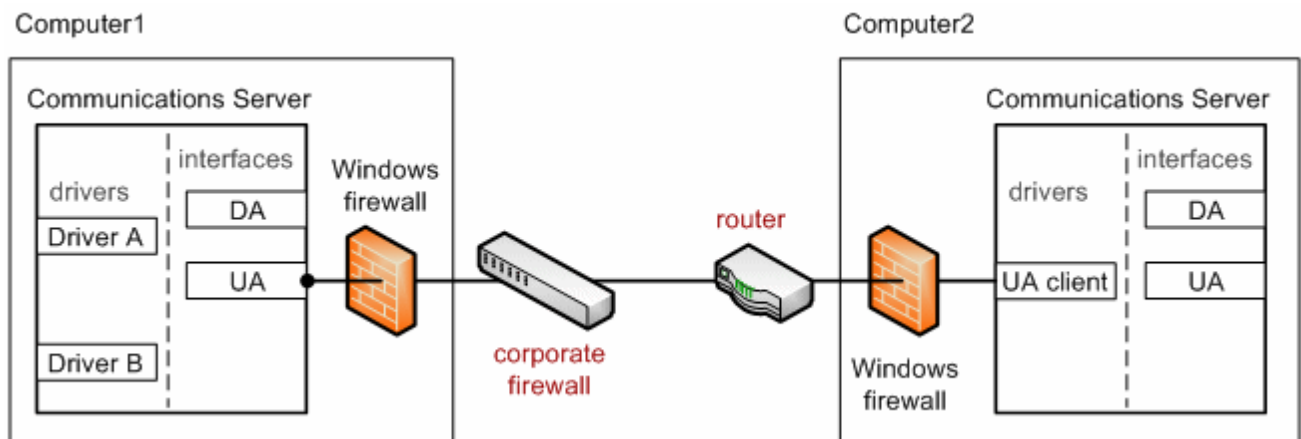 Computer1
Communications Server
drivers
interfaces
DA
Driver A
UA
Driver B
Windows
firewall
corporate
firewall
router
Computer2
Communications Server
drivers
interfaces
DA
UA client
UA
Windows
firewall